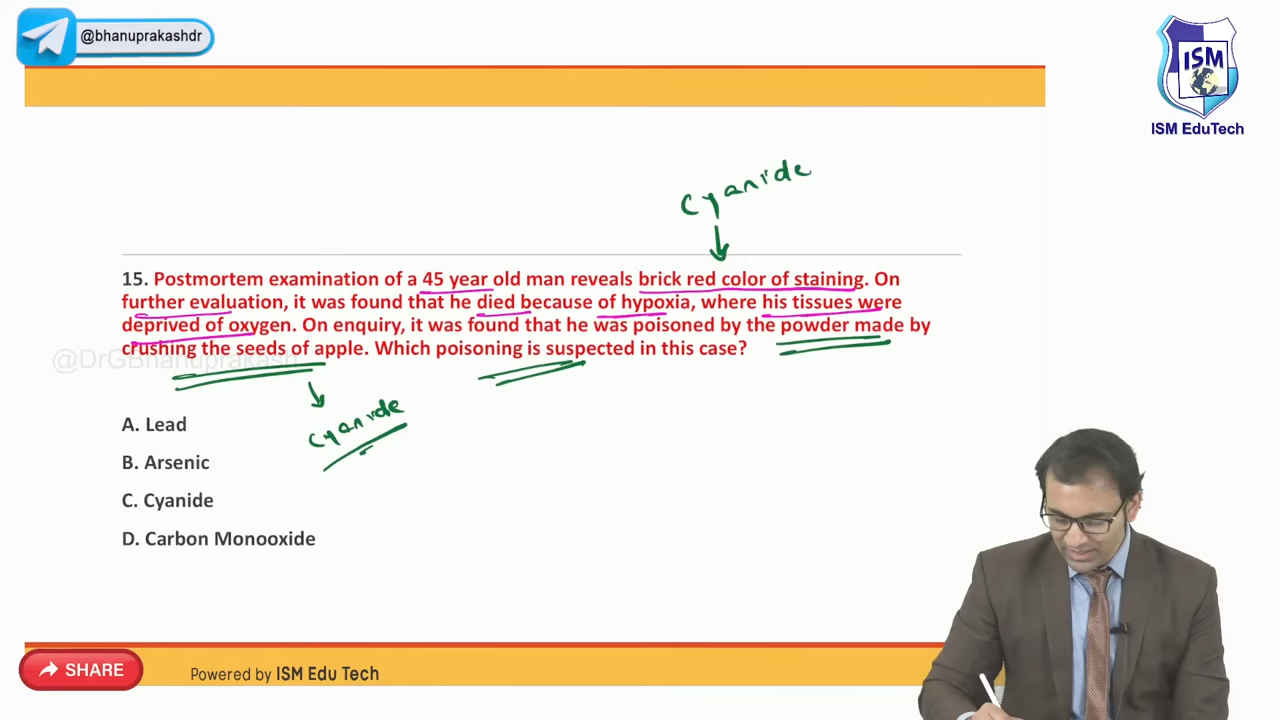 @bhanuprakashdr
ISM
ISM EduTech
Cyanide
15. Postmortem examination of a 45 year old man reveals brick red color of staining. On
further evaluation, it was found that he died because of hypoxia, where his tissues were
deprived of oxygen. On enquiry, it was found that he was poisoned by the powder made by
crushing the seeds of apple. Which poisoning is suspected in this case?
@DrGBhanuprakash
A. Lead
Cyanide
B. Arsenic
C. Cyanide
D. Carbon Monooxide
SHARE
Powered by ISM Edu Tech